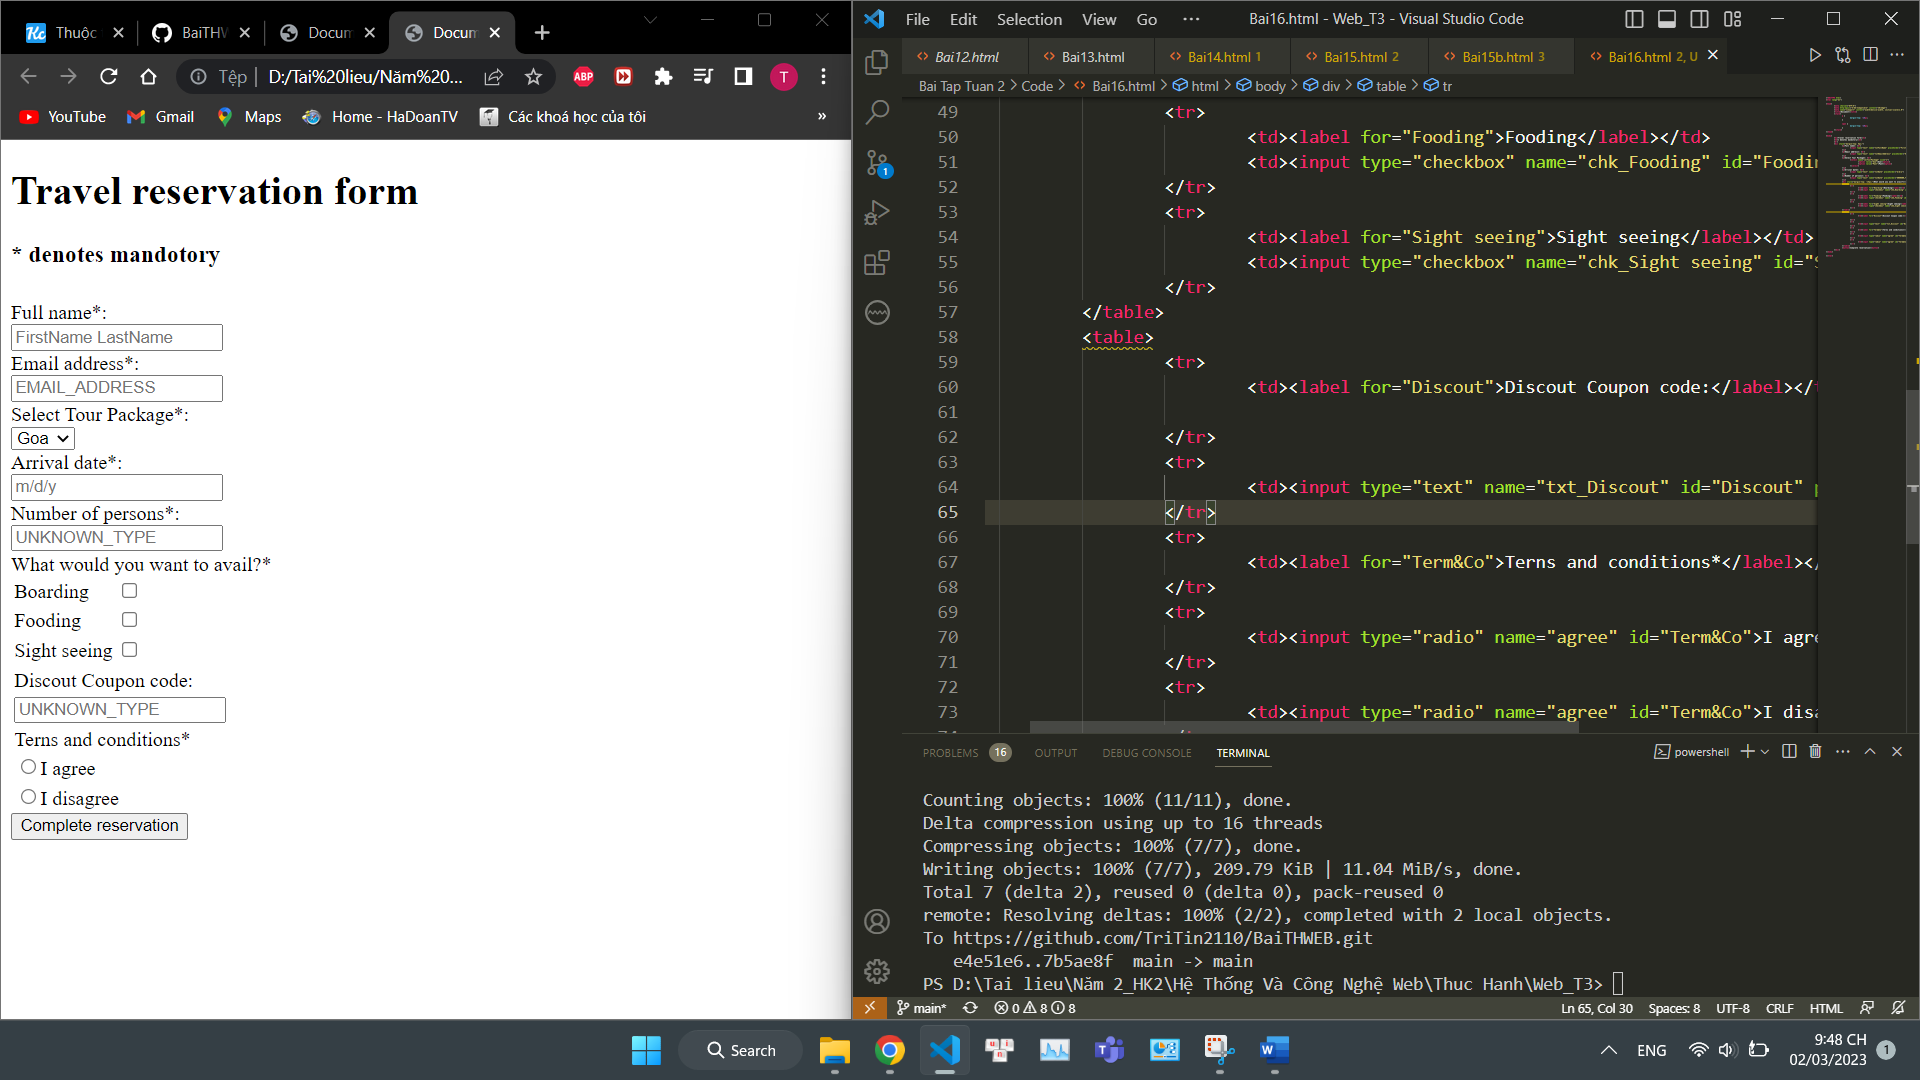 Thuộc
BaiTHW
Docum
Docum
Tệp
D:/Tai%20lieu/Năm%20...
ABP
T
YouTube
Gmail
Maps
Home - HaDoanTV
Các khoá học của tôi
»
Travel reservation form
* denotes mandotory
Full name*:
FirstName LastName
Email address*:
EMAIL_ADDRESS
Select Tour Package*:
Goa
Arrival date*:
m/d/y
Number of persons*:
UNKNOWN_TYPE
What would you want to avail?*
Boarding
Fooding
Sight seeing
Discout Coupon code:
UNKNOWN_TYPE
Terns and conditions*
I agree
I disagree
Complete reservation
File Edit Selection View Go ···
Bai16.html - Web_T3 - Visual Studio Code
Bai12.html
Bai13.html
Bai14.html 1
Bai15.html 2
Bai15b.html 3
Bai16.html 2, U
Bai Tap Tuan 2 > Code > Bai16.html > html > body > div > table > tr
1
49 <tr>
50 <td><label for="Fooding">Fooding</label></td>
51 <td><input type="checkbox" name="chk_Fooding" id="Foodin
52 </tr>
53 <tr>
54 <td><label for="Sight seeing">Sight seeing</label></td>
55 <td><input type="checkbox" name="chk_Sight seeing" id="S
56 </tr>
57 </table>
58 <table>
59 <tr>
60 <td><label for="Discout">Discout Coupon code:</label></t
61
62 </tr>
63 <tr>
64 <td><input type="text" name="txt_Discout" id="Discout" p
65 </tr>
66 <tr>
67 <td><label for="Term&Co">Terns and conditions*</label></
68 </tr>
69 <tr>
70 <td><input type="radio" name="agree" id="Term&Co">I agre
71 </tr>
72 <tr>
73 <td><input type="radio" name="agree" id="Term&Co">I disa
PROBLEMS 16 OUTPUT DEBUG CONSOLE TERMINAL
powershell
Counting objects: 100% (11/11), done.
Delta compression using up to 16 threads
Compressing objects: 100% (7/7), done.
Writing objects: 100% (7/7), 209.79 KiB | 11.04 MiB/s, done.
Total 7 (delta 2), reused 0 (delta 0), pack-reused 0
remote: Resolving deltas: 100% (2/2), completed with 2 local objects.
To https://github.com/TriTin2110/BaiTHWEB.git
e4e51e6..7b5ae8f main -> main
PS D:\Tai lieu\Năm 2_HK2\Hệ Thống Và Công Nghệ Web\Thuc Hanh\Web_T3>
main*
0 8 8
Ln 65, Col 30
Spaces: 8
UTF-8
CRLF
HTML
Search
ENG
9:48 CH
02/03/2023
1